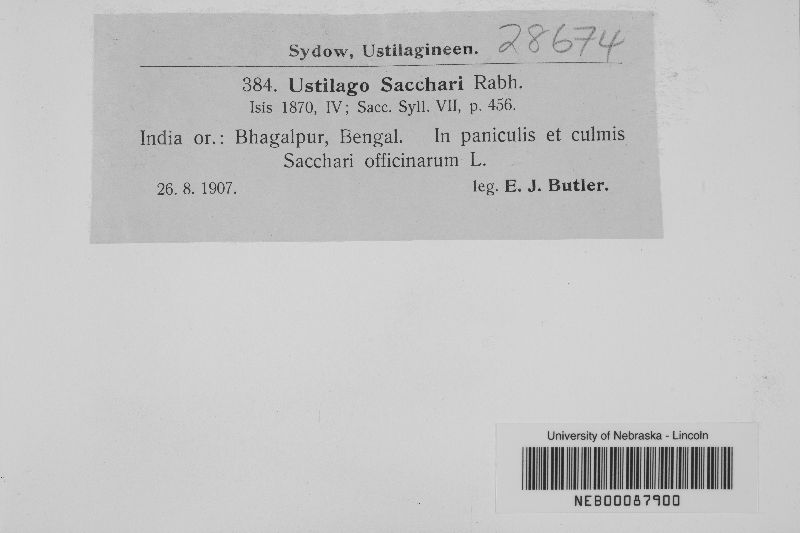 Sydow, Ustilagineen. 28674
384. Ustilago Sacchari Rabh.
Isis 1870, IV; Sacc. Syll. VII, p. 456.
India or.: Bhagalpur, Bengal. In paniculis et culmis
Sacchari officinarum L.
26. 8. 1907. leg. E. J. Butler.
University of Nebraska - Lincoln
NEB00087900